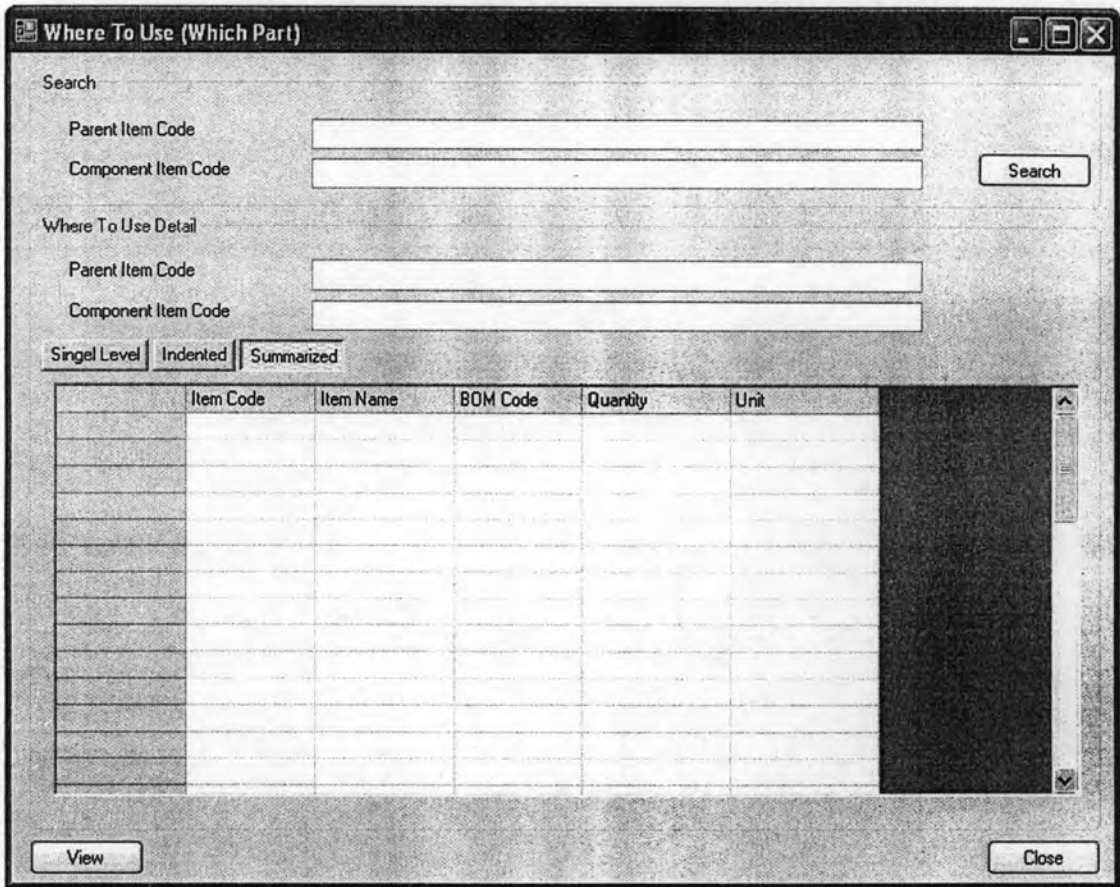 Where To Use (Which Part)
Search
Parent Item Code
Component Item Code
Search
Where To Use Detail
Parent Item Code
Component Item Code
Singel Level Indented Summarized
Item Code Item Name BOM Code Quantity Unit
View Close